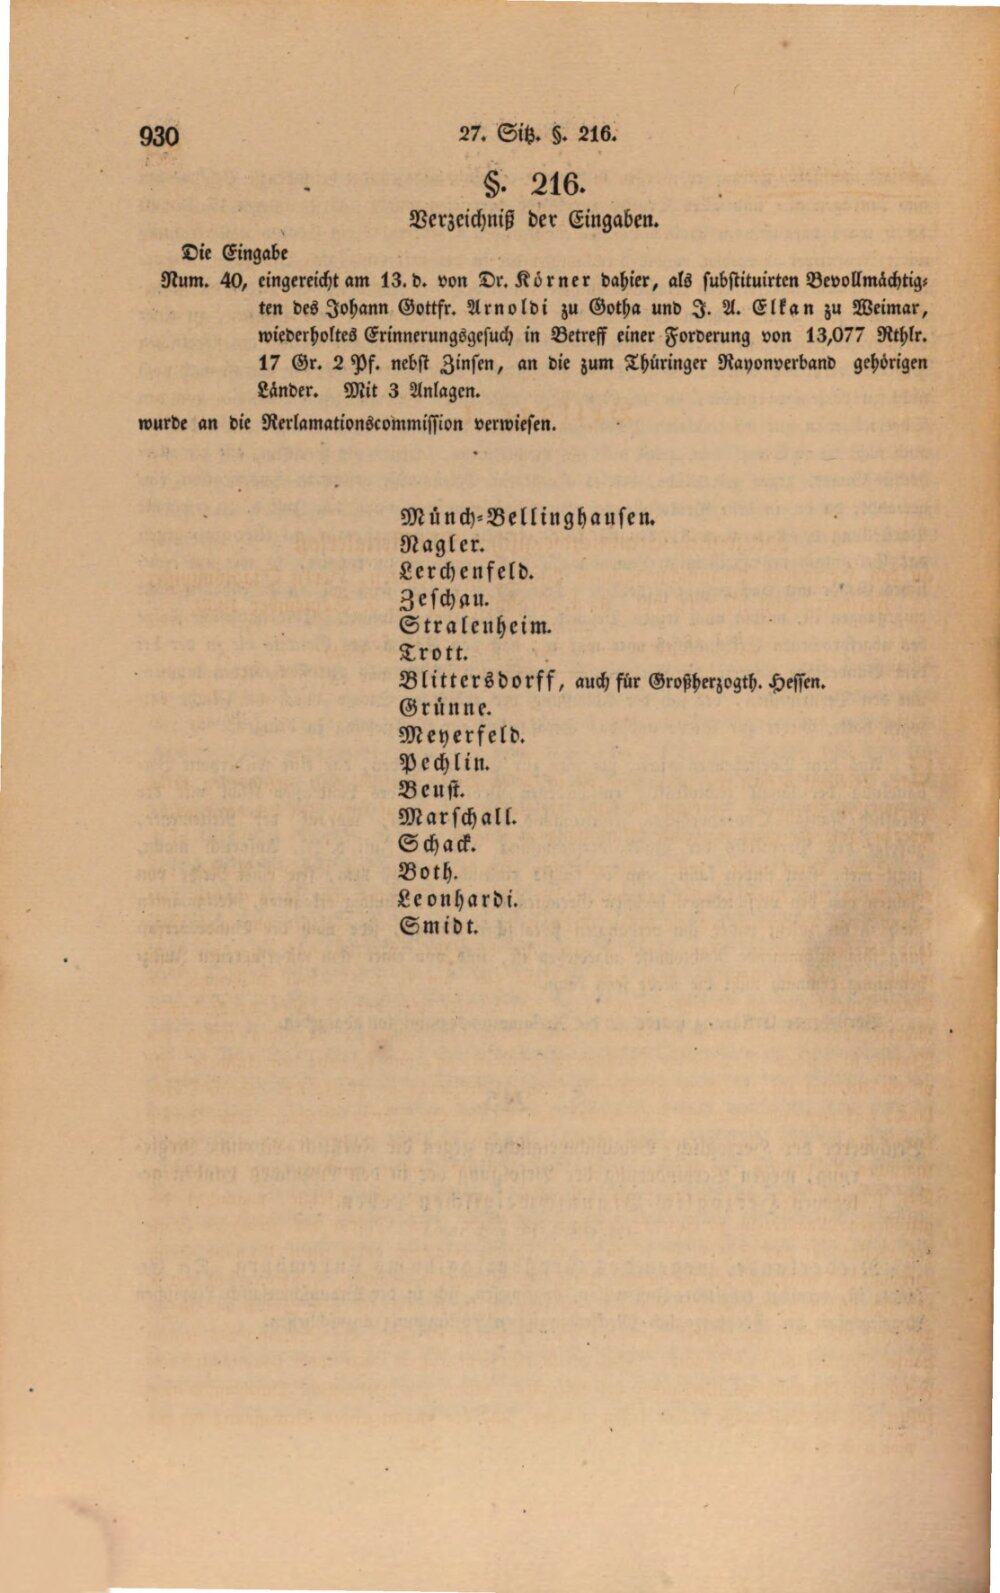 930
27. Sitz. §. 216.
§. 216.
Verzeichniß der Eingaben.
Die Eingabe
Num. 40, eingereicht am 13. d. von Dr. Körner dahier, als substituirten Bevollmächtig-
ten des Johann Gottfr. Arnoldi zu Gotha und J. A. Elkan zu Weimar,
wiederholtes Erinnerungsgesuch in Betreff einer Forderung von 13,077 Rthlr.
17 Gr. 2 Pf. nebst Zinsen, an die zum Thüringer Rayonverband gehörigen
Länder. Mit 3 Anlagen.
wurde an die Reclamationscommission verwiesen.
Münch-Bellinghausen.
Nagler.
Lerchenfeld.
Zeschau.
Stralenheim.
Trott.
Blittersdorff, auch für Großherzogth. Hessen.
Grünne.
Meyerfeld.
Pechlin.
Beust.
Marschall.
Schack.
Both.
Leonhardi.
Smidt.